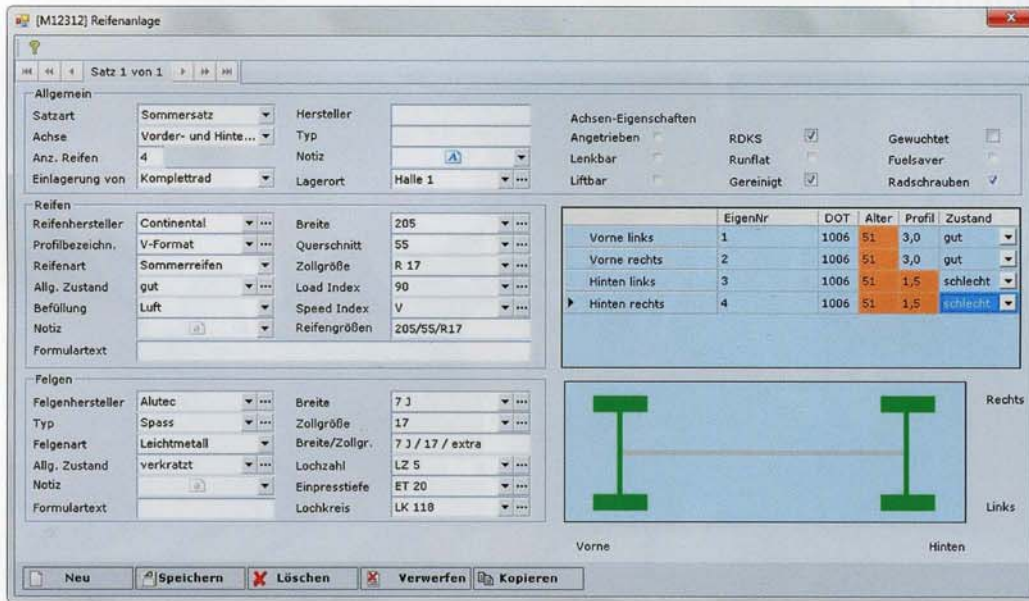 [M12312] Reifenanlage
Satz 1 von 1
Allgemein
Satzart Sommersatz
Achse Vorder- und Hinte...
Anz. Reifen 4
Einlagerung von Komplettrad
Hersteller
Typ
Notiz
Lagerort Halle 1
Achsen-Eigenschaften
Angetrieben RDKS Gewuchtet
Lenkbar Runflat Fuelsaver
Liftbar Gereinigt Radschrauben
Reifen
Reifenhersteller Continental
Profilbezeichn. V-Format
Reifenart Sommerreifen
Allg. Zustand gut
Befüllung Luft
Notiz
Formulartext
Breite 205
Querschnitt 55
Zollgröße R 17
Load Index 90
Speed Index V
Reifengrößen 205/55/R17
EigenNr DOT Alter Profil Zustand
Vorne links 1 1006 51 3,0 gut
Vorne rechts 2 1006 51 3,0 gut
Hinten links 3 1006 51 1,5 schlecht
Hinten rechts 4 1006 51 1,5 schlecht
Felgen
Felgenhersteller Alutec
Typ Spass
Felgenart Leichtmetall
Allg. Zustand verkratzt
Notiz
Formulartext
Breite 7 J
Zollgröße 17
Breite/Zollgr. 7 J / 17 / extra
Lochzahl LZ 5
Einpresstiefe ET 20
Lochkreis LK 118
Rechts
Links
Vorne Hinten
Neu Speichern Löschen Verwerfen Kopieren